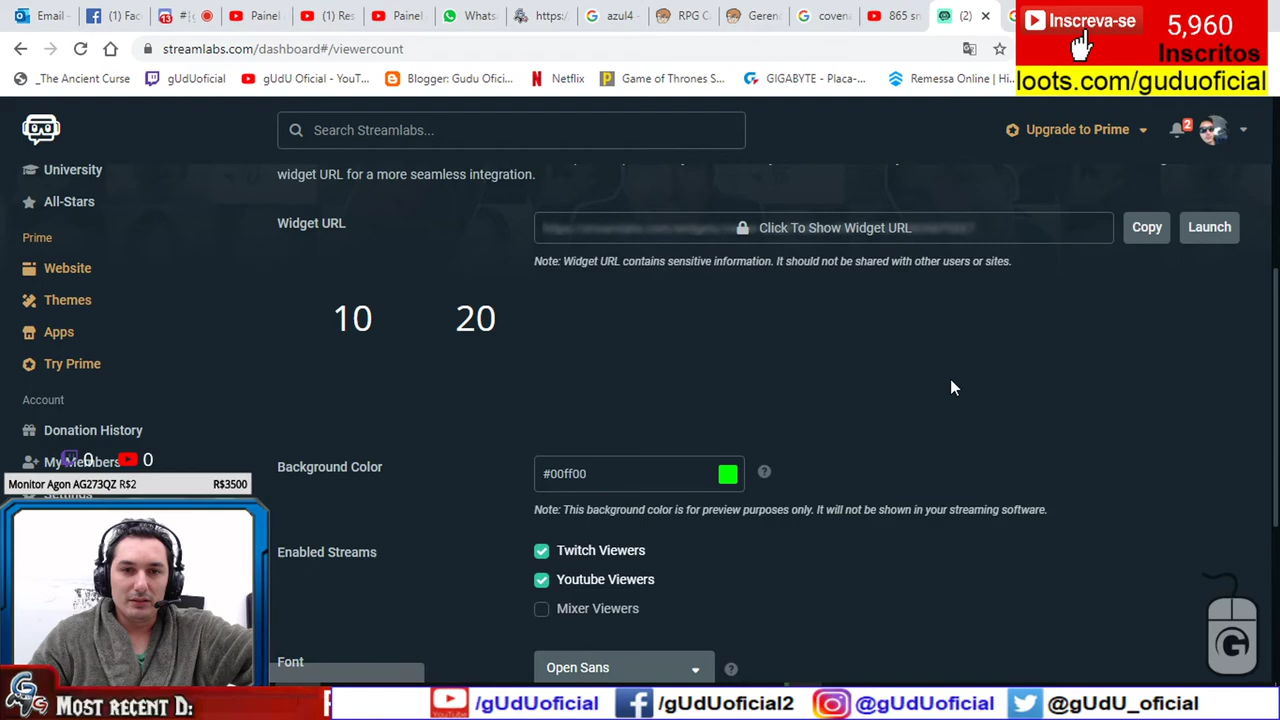 Email -
(1) Fac
13
#
Painel
(1) Res
Painel
Whats
https:/
azul4 -
RPG C
Geren
coven
865 s
(2)
Inscreva-se
5,960
Inscritos
loots.com/guduoficial
streamlabs.com/dashboard#/viewercount
_The Ancient Curse
gUdUoficial
gUdU Oficial - YouT...
Blogger: Gudu Ofici...
Netflix
Game of Thrones S...
GIGABYTE - Placa-...
Remessa Online | Hi...
Search Streamlabs...
Upgrade to Prime
2
University
widget URL for a more seamless integration.
All-Stars
Widget URL
Click To Show Widget URL
Copy
Launch
Prime
Note: Widget URL contains sensitive information. It should not be shared with other users or sites.
Website
Themes
10 20
Apps
Try Prime
Account
Donation History
My Members
0 0
Background Color
#00ff00
Monitor Agon AG273QZ R$2 R$3500
Settings
Note: This background color is for preview purposes only. It will not be shown in your streaming software.
Enabled Streams
Twitch Viewers
Youtube Viewers
Mixer Viewers
Font
Open Sans
Most recent D:
/gUdUoficial
/gUdUoficial2
@gUdUoficial
@gUdU_oficial